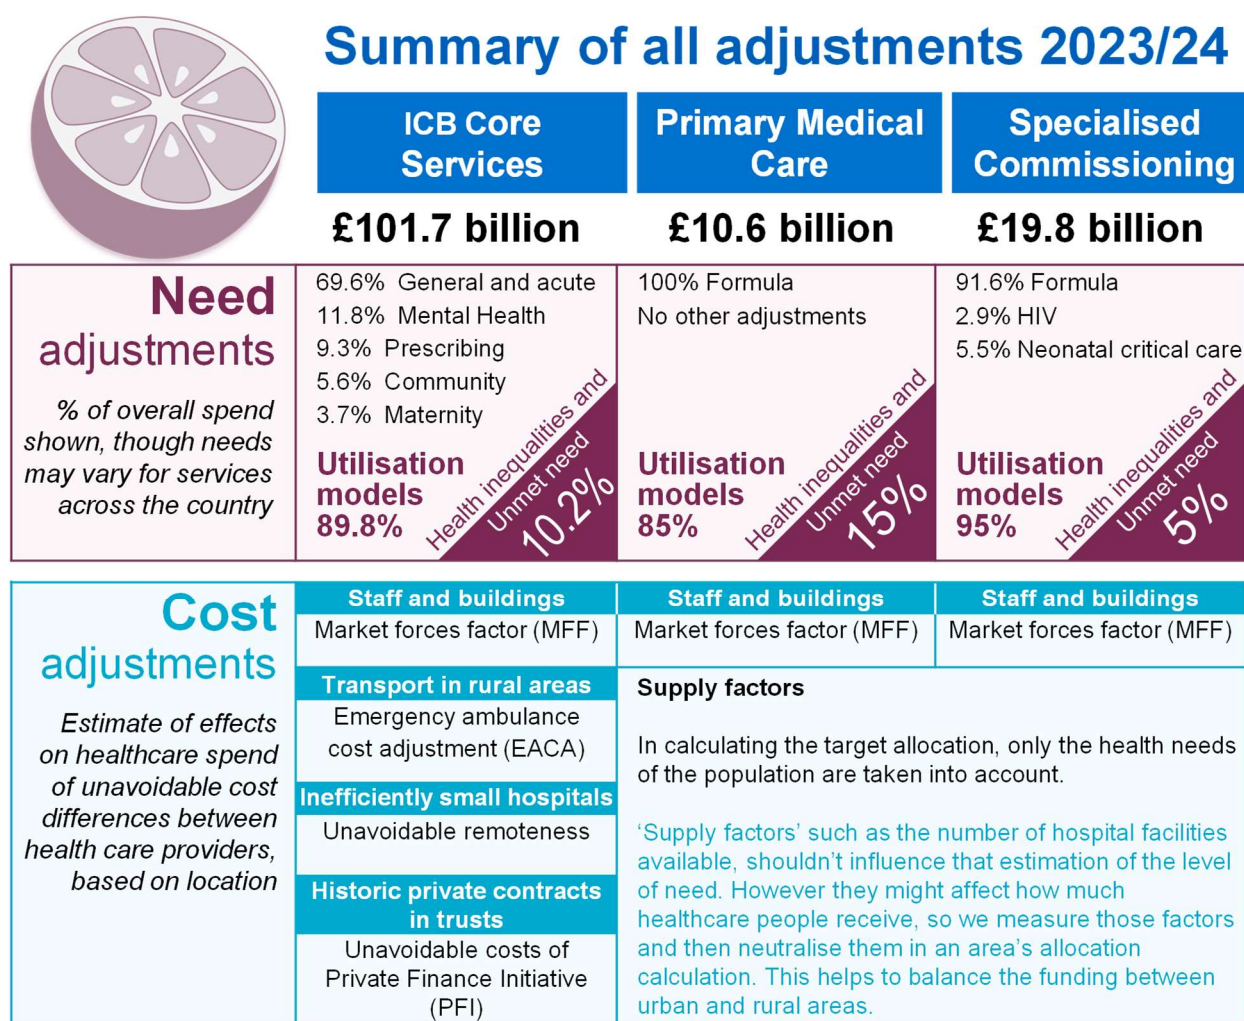 Summary of all adjustments 2023/24
ICB Core
Services
Primary Medical
Care
Specialised
Commissioning
£101.7 billion
£10.6 billion
£19.8 billion
Need
adjustments
% of overall spend
shown, though needs
may vary for services
across the country
69.6% General and acute
11.8% Mental Health
9.3% Prescribing
5.6% Community
3.7% Maternity
Utilisation
models
89.8%
Health inequalities and
Unmet need
10.2%
100% Formula
No other adjustments
Utilisation
models
85%
Health inequalities and
Unmet need
15%
91.6% Formula
2.9% HIV
5.5% Neonatal critical care
Utilisation
models
95%
Health inequalities and
Unmet need
5%
Cost
adjustments
Estimate of effects
on healthcare spend
of unavoidable cost
differences between
health care providers,
based on location
Staff and buildings
Market forces factor (MFF)
Staff and buildings
Market forces factor (MFF)
Staff and buildings
Market forces factor (MFF)
Transport in rural areas
Emergency ambulance
cost adjustment (EACA)
Inefficiently small hospitals
Unavoidable remoteness
Historic private contracts
in trusts
Unavoidable costs of
Private Finance Initiative
(PFI)
Supply factors
In calculating the target allocation, only the health needs
of the population are taken into account.
‘Supply factors’ such as the number of hospital facilities
available, shouldn’t influence that estimation of the level
of need. However they might affect how much
healthcare people receive, so we measure those factors
and then neutralise them in an area’s allocation
calculation. This helps to balance the funding between
urban and rural areas.